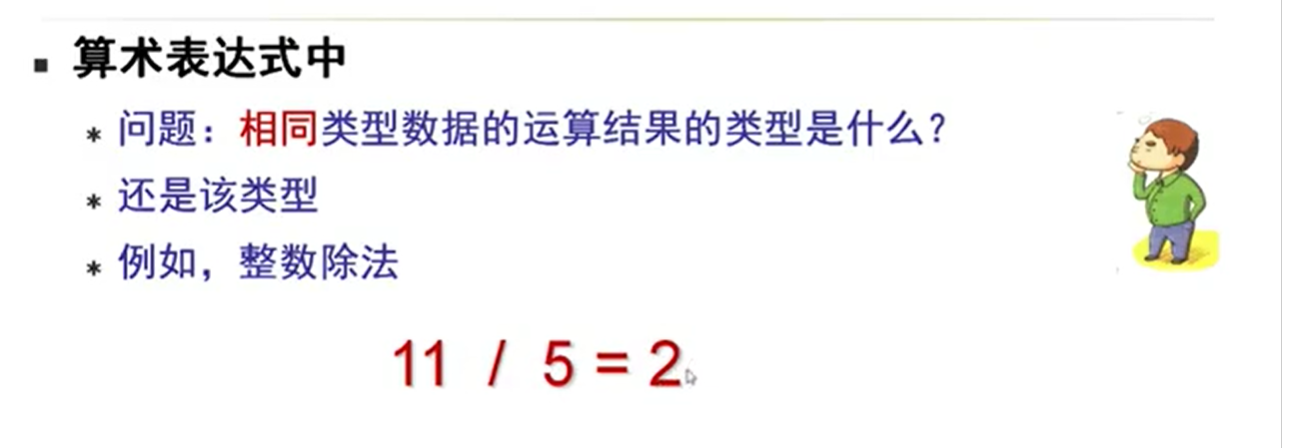 算术表达式中
问题：相同类型数据的运算结果的类型是什么？
还是该类型
例如，整数除法
11 / 5 = 2